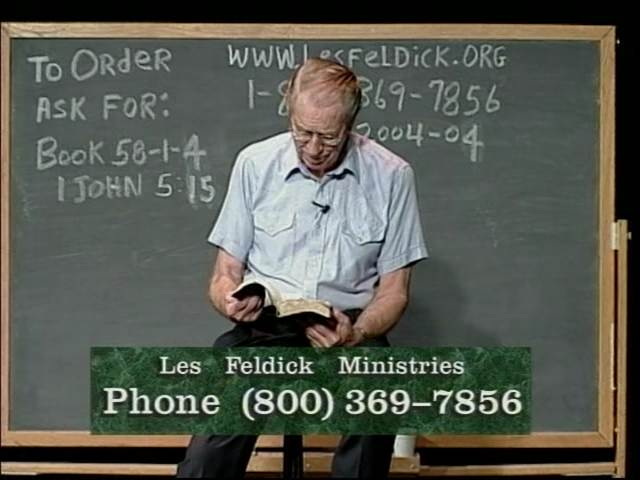 To Order
Ask For:
Book 58-1-4
1 John 5:15
www.LesFeldick.org
1-8 369-7856
2004-04
Les Feldick Ministries
Phone (800) 369–7856